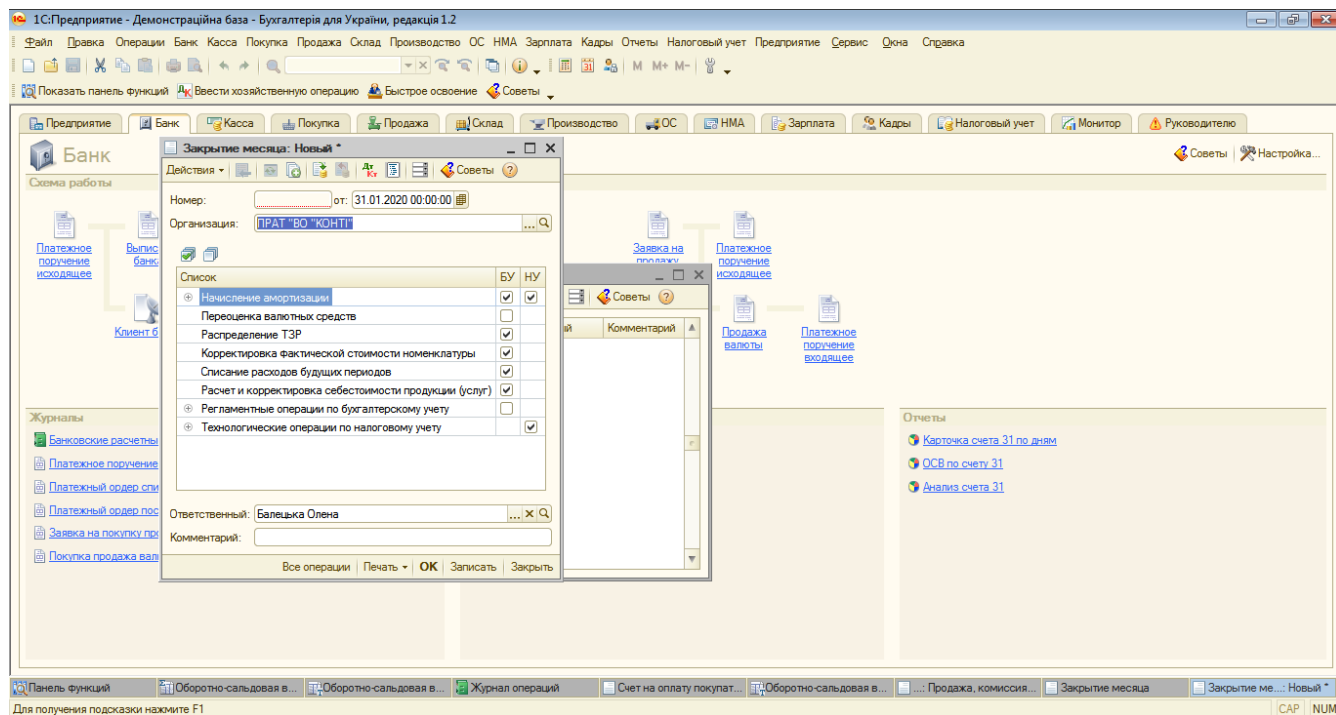 1С:Предприятие - Демонстраційна база - Бухгалтерія для України, редакція 1.2
Файл Правка Операции Банк Касса Покупка Продажа Склад Производство ОС НМА Зарплата Кадры Отчеты Налоговый учет Предприятие Сервис Окна Справка
M M+ M-
Показать панель функций Ввести хозяйственную операцию Быстрое освоение Советы
Предприятие Банк Касса Покупка Продажа Склад Производство ОС НМА Зарплата Кадры Налоговый учет Монитор Руководителю
Банк
Советы Настройка...
Схема работы
Платежное поручение исходящее
Выпис
банк
Клиент б
Заявка на продажу
Платежное поручение исходящее
Продажа валюты
Платежное поручение входящее
Закрытие месяца: Новый *
Действия Советы
Номер: от: 31.01.2020 00:00:00
Организация: ПРАТ "ВО "КОНТІ"
Список БУ НУ
Начисление амортизации
Переоценка валютных средств
Распределение ТЗР
Корректировка фактической стоимости номенклатуры
Списание расходов будущих периодов
Расчет и корректировка себестоимости продукции (услуг)
Регламентные операции по бухгалтерскому учету
Технологические операции по налоговому учету
Ответственный: Балецька Олена
Комментарий:
Все операции Печать OK Записать Закрыть
Советы
ый Комментарий
Журналы
Банковские расчетны
Платежное поручение
Платежный ордер спи
Платежный ордер пос
Заявка на покупку про
Покупка продажа вал
Отчеты
Карточка счета 31 по дням
ОСВ по счету 31
Анализ счета 31
Панель функций Оборотно-сальдовая в... Оборотно-сальдовая в... Журнал операций Счет на оплату покупат... Оборотно-сальдовая в... ...: Продажа, комиссия... Закрытие месяца Закрытие ме...: Новый *
Для получения подсказки нажмите F1
CAP NUM